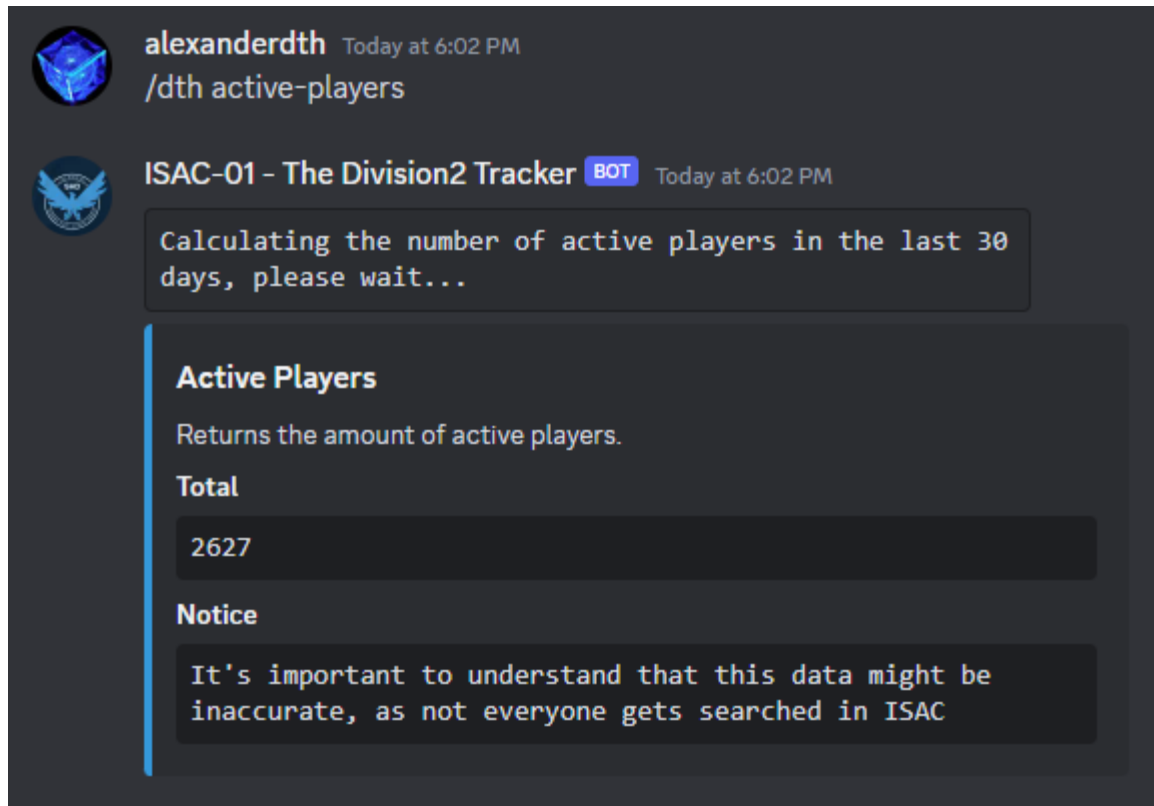 alexanderdth Today at 6:02 PM
/dth active-players
ISAC-01 - The Division2 Tracker BOT Today at 6:02 PM
Calculating the number of active players in the last 30
days, please wait...
Active Players
Returns the amount of active players.
Total
2627
Notice
It's important to understand that this data might be
inaccurate, as not everyone gets searched in ISAC